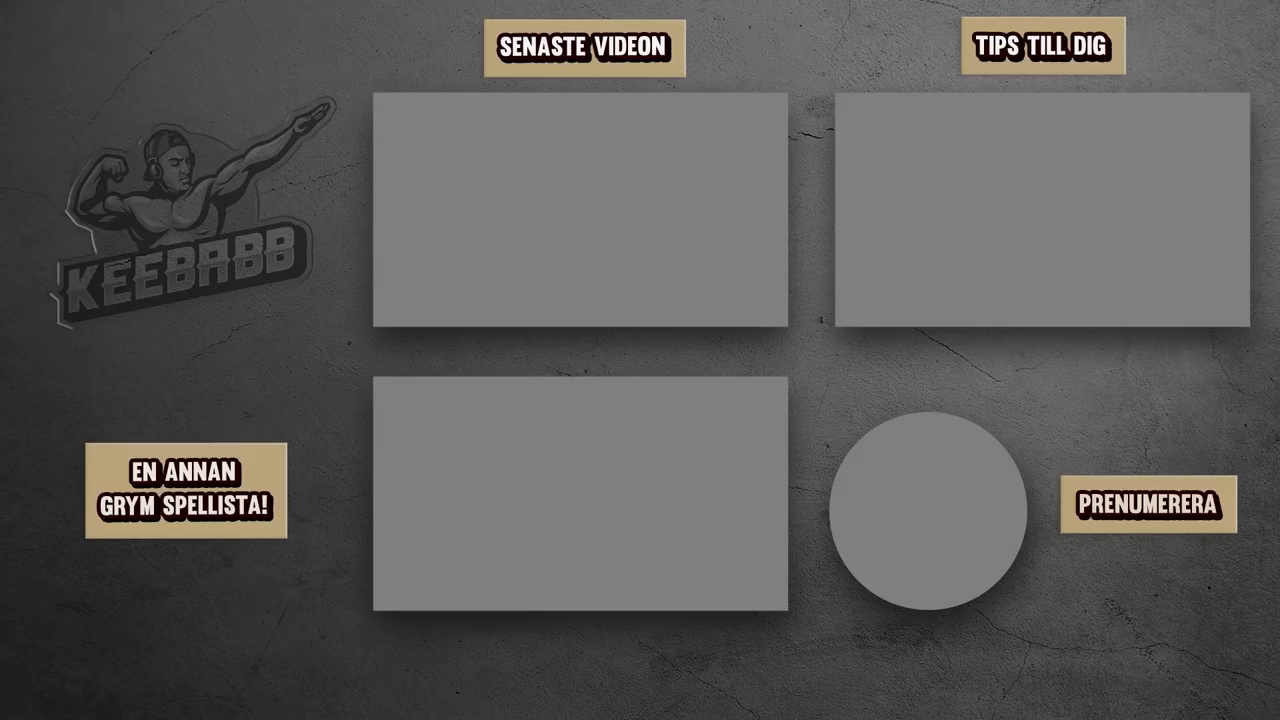 SENASTE VIDEON
TIPS TILL DIG
KEEBABB
EN ANNAN
GRYM SPELLISTA!
PRENUMERERA